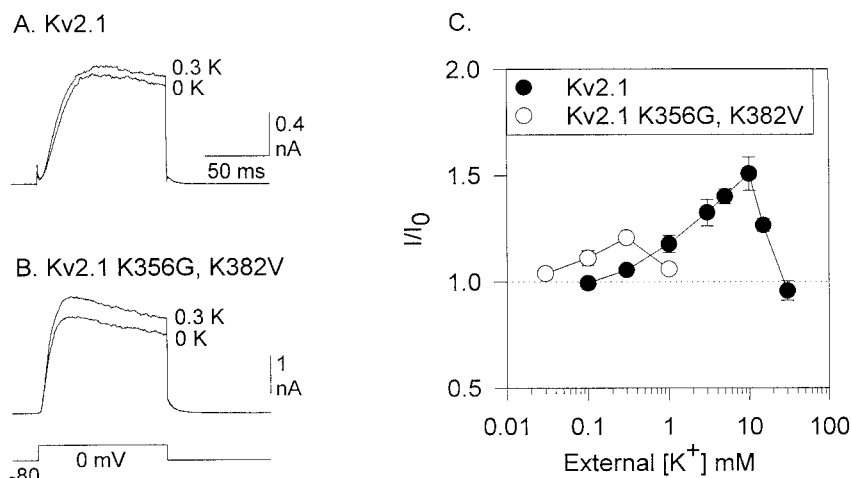 A. Kv2.1
0.3 K
0 K
0.4
nA
50 ms
B. Kv2.1 K356G, K382V
0.3 K
0 K
1
nA
0 mV
-80
C.
2.0
1.5
1.0
0.5
I/I0
Kv2.1
Kv2.1 K356G, K382V
0.01 0.1 1 10 100
External [K+] mM